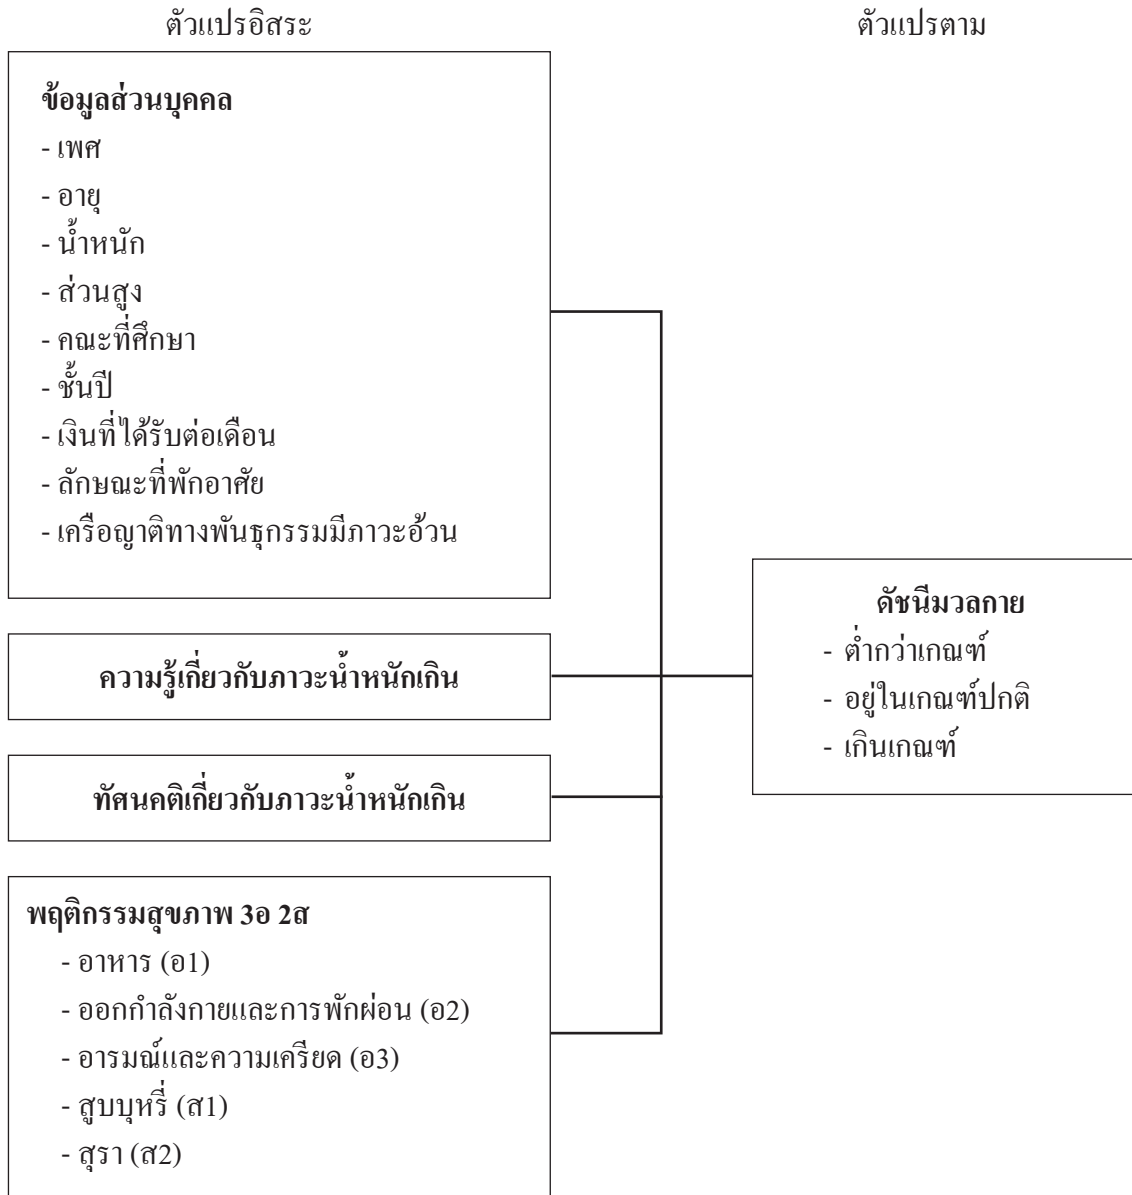 ตัวแปรอิสระ
ตัวแปรตาม
ข้อมูลส่วนบุคคล
- เพศ
- อายุ
- น้ำหนัก
- ส่วนสูง
- คณะที่ศึกษา
- ชั้นปี
- เงินที่ได้รับต่อเดือน
- ลักษณะที่พักอาศัย
- เครือญาติทางพันธุกรรมมีภาวะอ้วน
ความรู้เกี่ยวกับภาวะน้ำหนักเกิน
ทัศนคติเกี่ยวกับภาวะน้ำหนักเกิน
พฤติกรรมสุขภาพ 3อ 2ส
- อาหาร (อ1)
- ออกกำลังกายและการพักผ่อน (อ2)
- อารมณ์และความเครียด (อ3)
- สูบบุหรี่ (ส1)
- สุรา (ส2)
ดัชนีมวลกาย
- ต่ำกว่าเกณฑ์
- อยู่ในเกณฑ์ปกติ
- เกินเกณฑ์